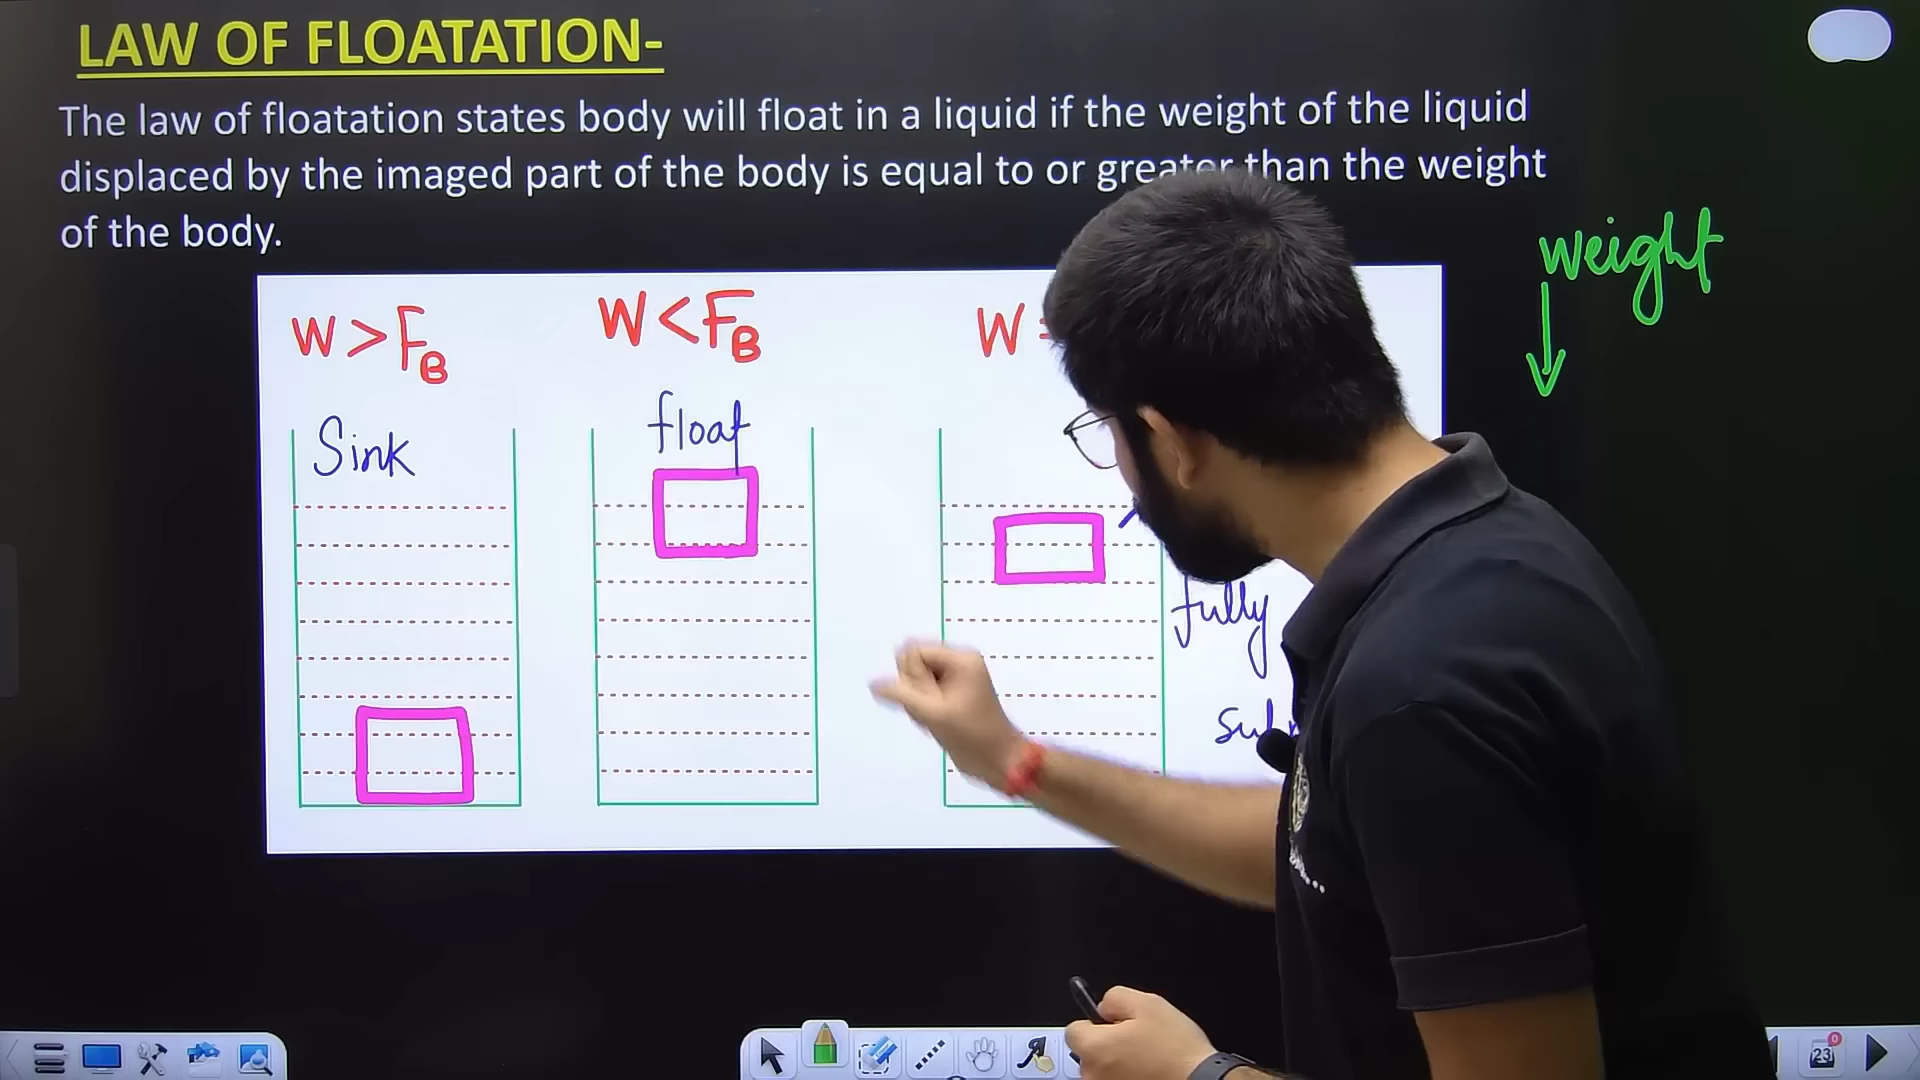 LAW OF FLOATATION-
The law of floatation states body will float in a liquid if the weight of the liquid
displaced by the imaged part of the body is equal to or greater than the weight
of the body.
weight
W > FB
W < FB
W =
Sink
float
fully
23
0